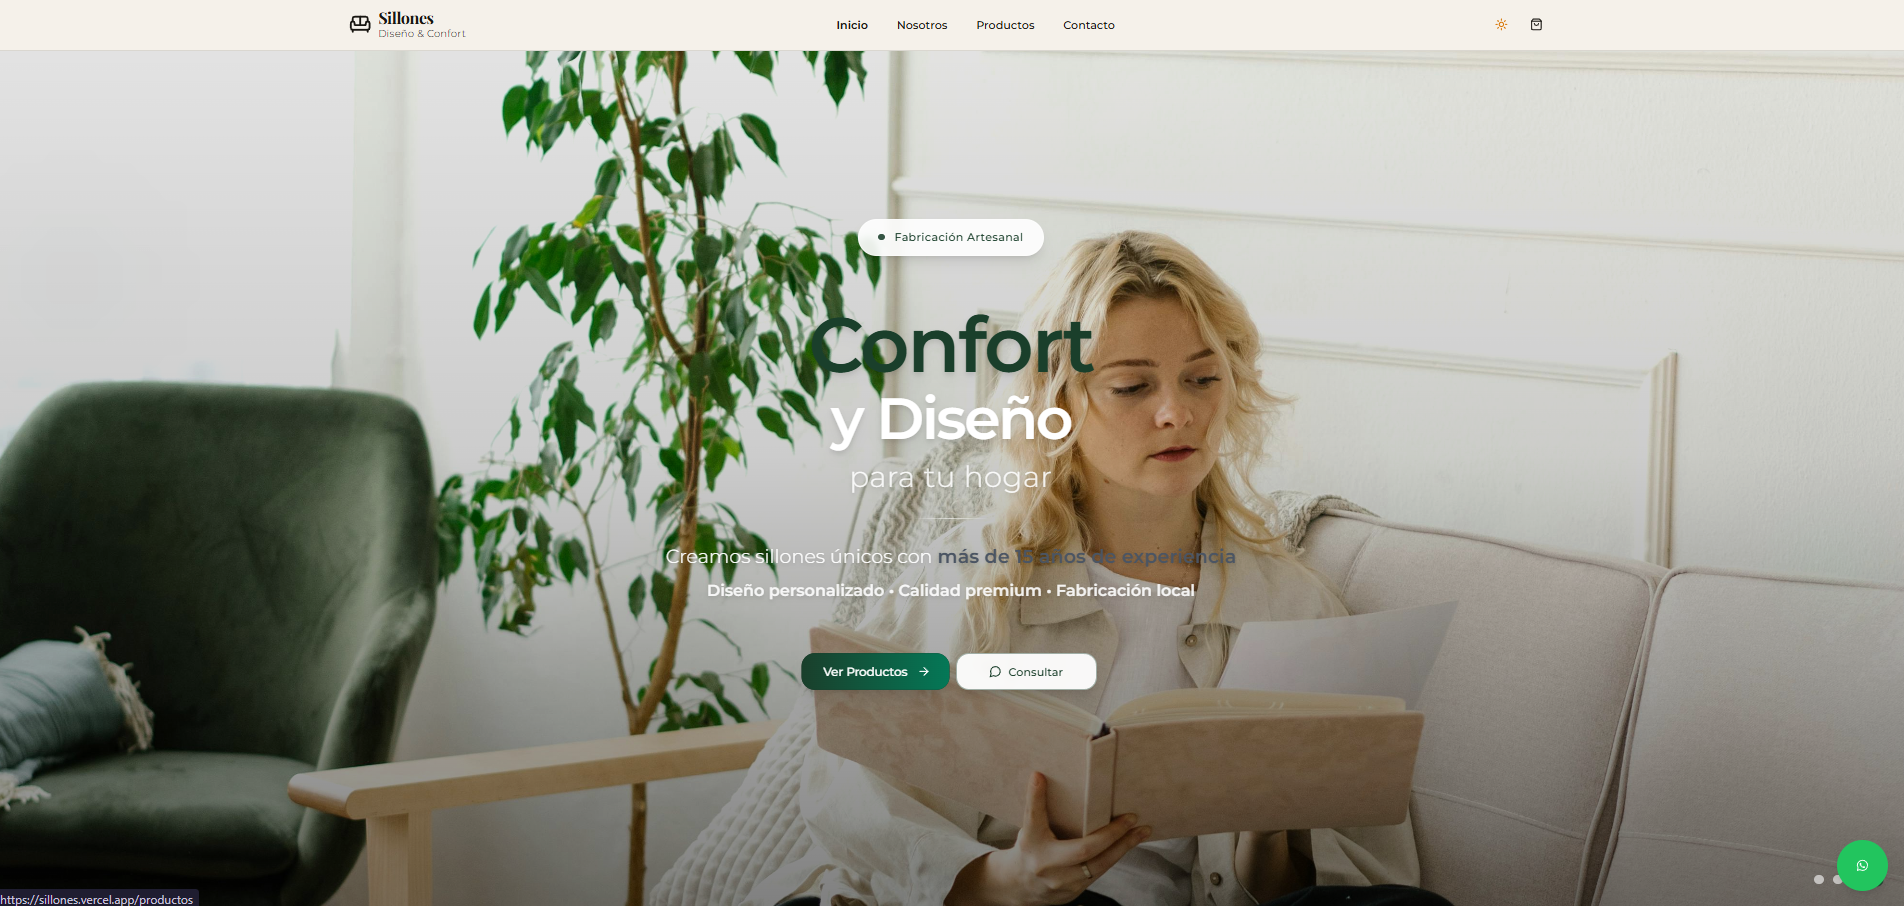 Sillones
Diseño & Confort
Inicio
Nosotros
Productos
Contacto
Fabricación Artesanal
Confort
y Diseño
para tu hogar
Creamos sillones únicos con más de 15 años de experiencia
Diseño personalizado • Calidad premium • Fabricación local
Ver Productos
Consultar
https://sillones.vercel.app/productos